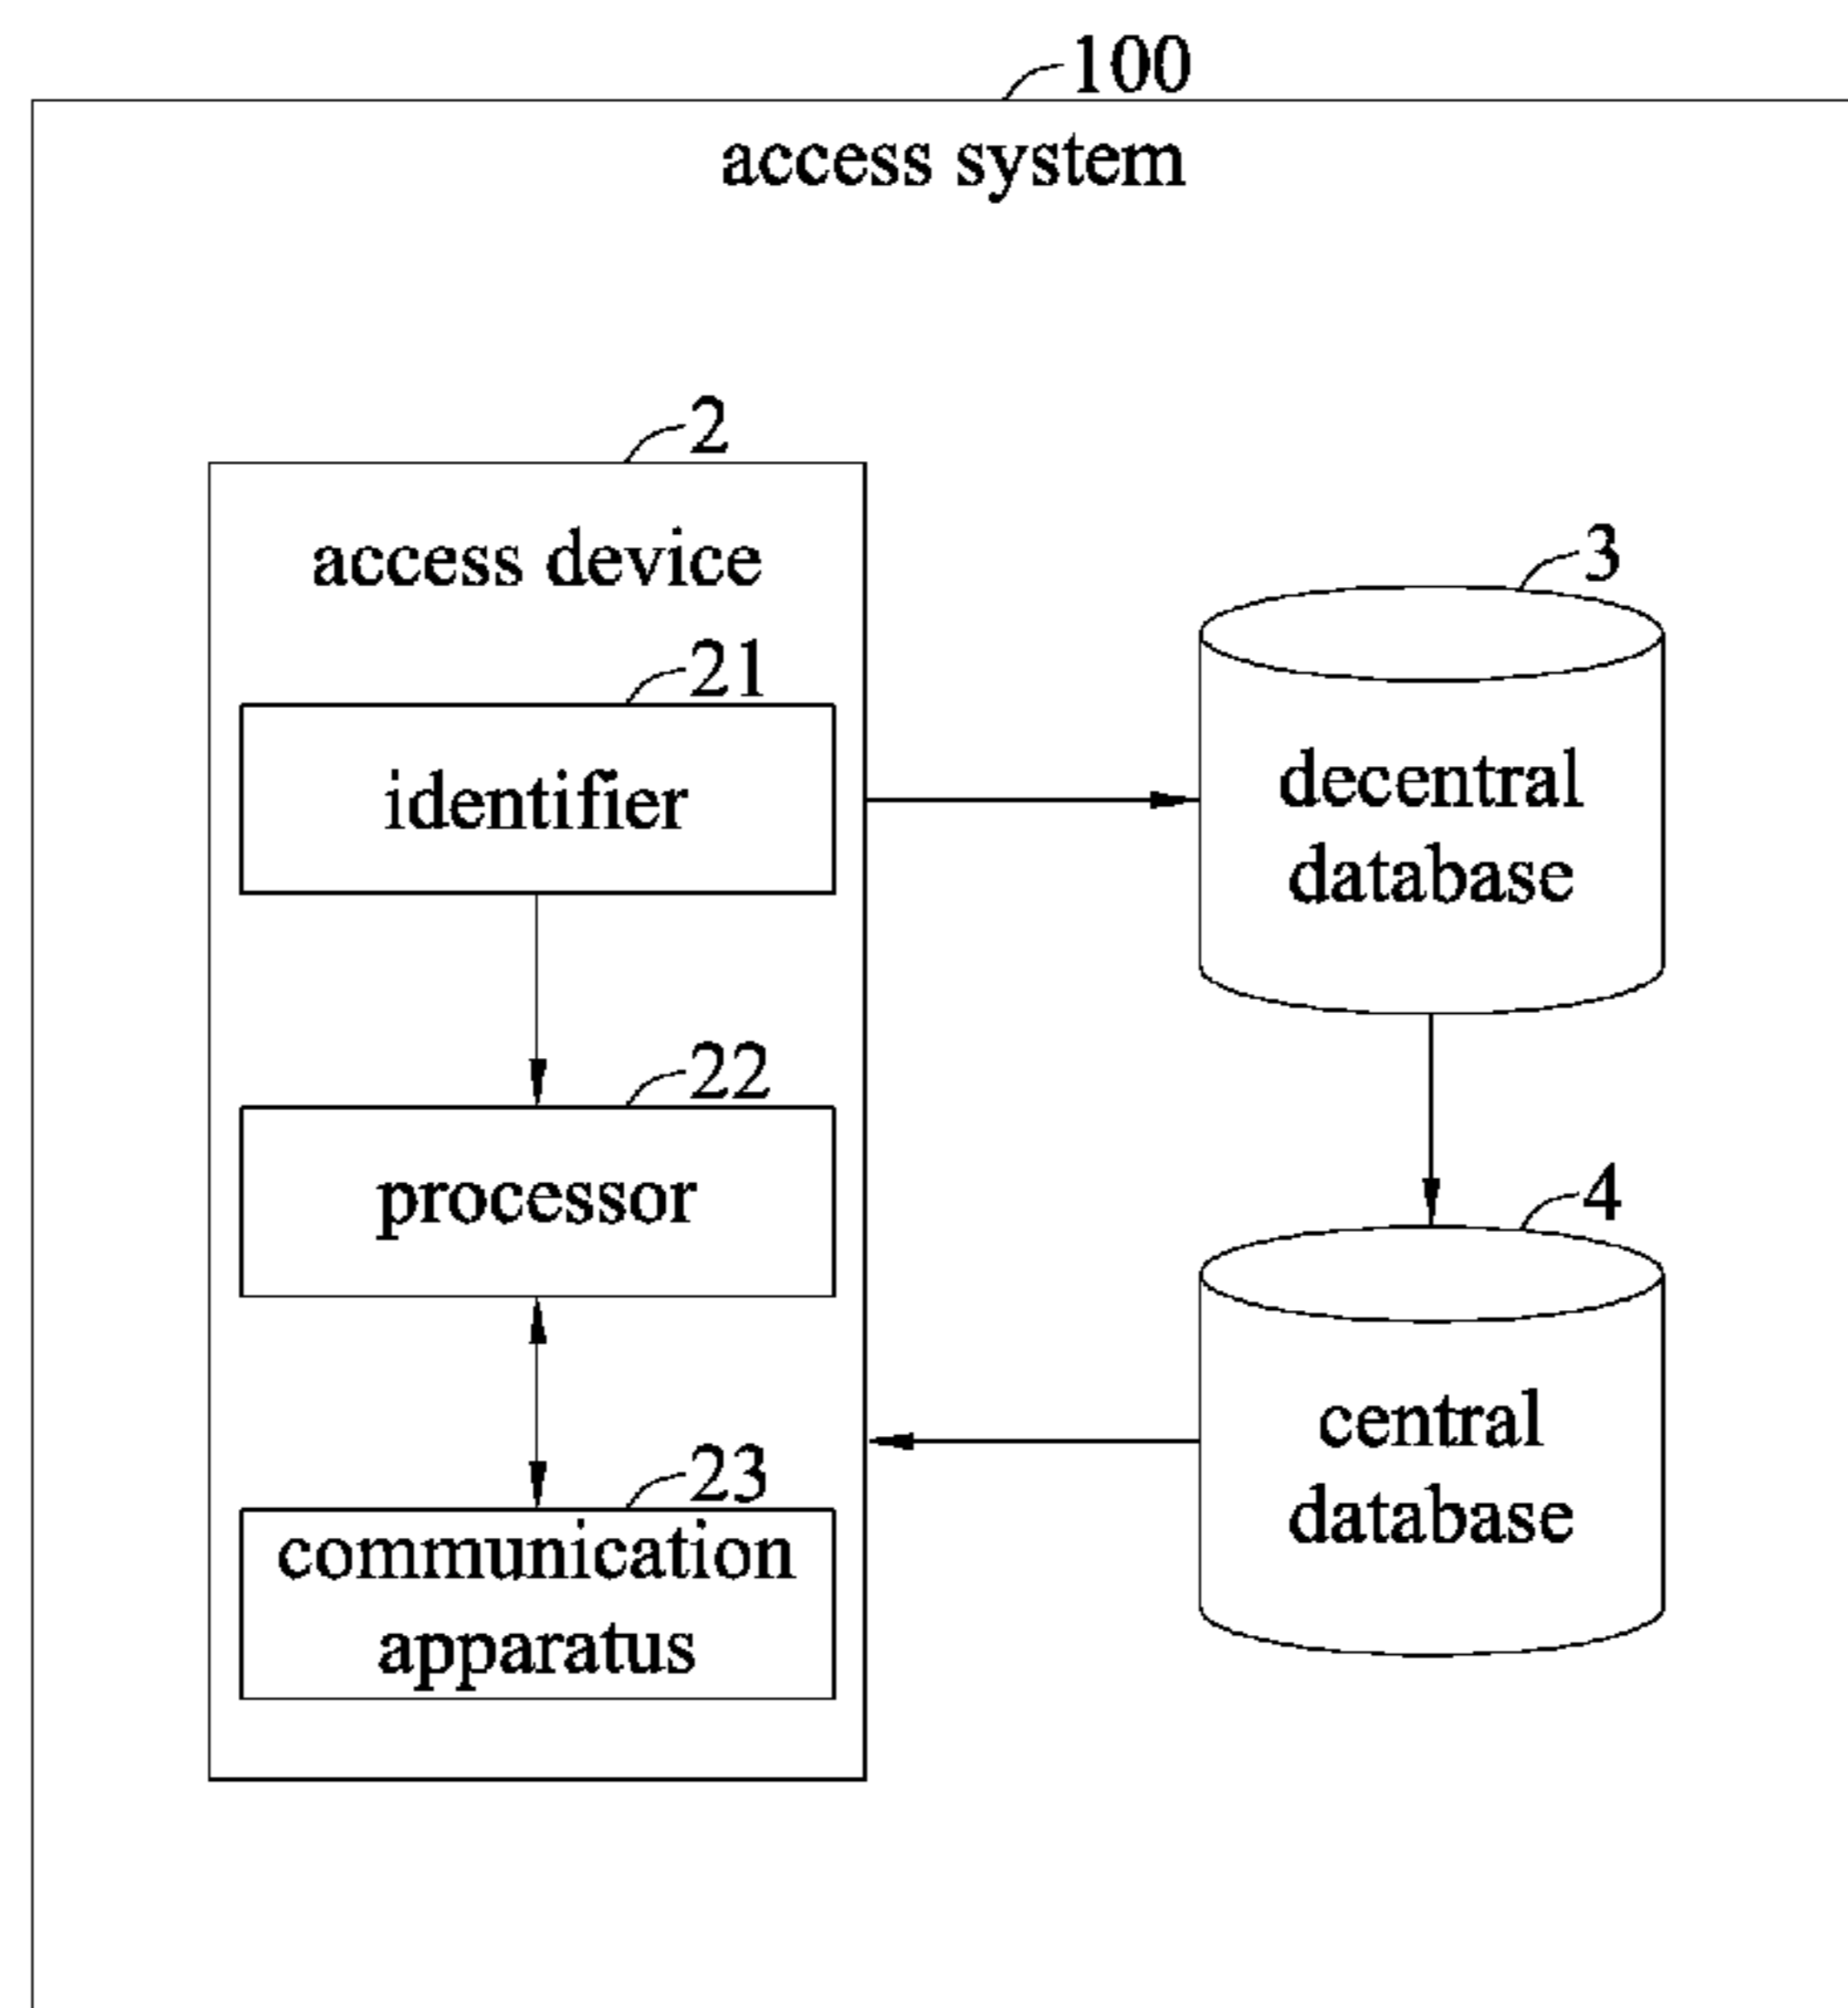 100
access system
2
access device
21
identifier
22
processor
23
communication
apparatus
3
decentral
database
4
central
database